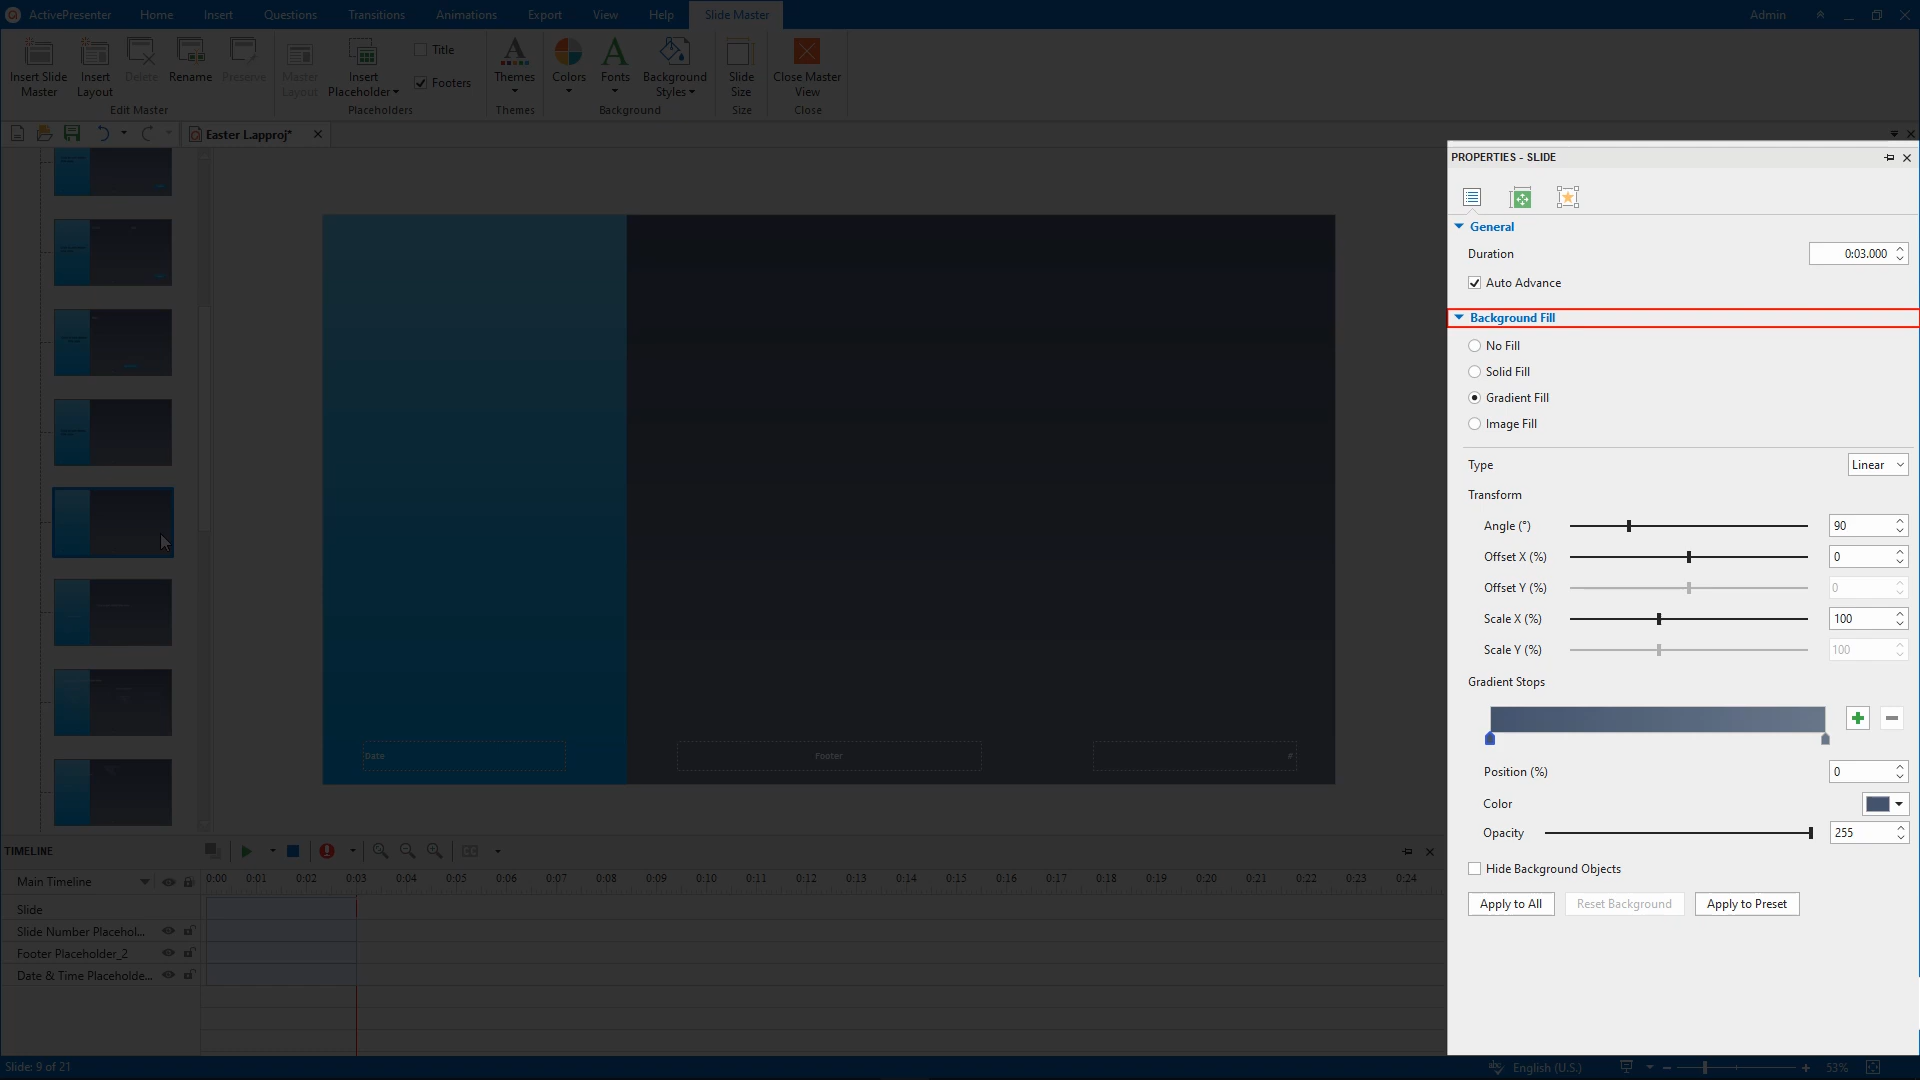 ActivePresenter Home Insert Questions Transitions Animations Export View Help Slide Master Admin
Insert Slide Master
Insert Layout
Delete
Rename
Preserve
Edit Master
Master Layout
Insert Placeholder
Title
Footers
Placeholders
Themes
Themes
Colors
Fonts
Background Styles
Background
Slide Size
Size
Close Master View
Close
Easter L.approj*
Date
Footer
#
PROPERTIES - SLIDE
General
Duration 0:03.000
Auto Advance
Background Fill
No Fill
Solid Fill
Gradient Fill
Image Fill
Type Linear
Transform
Angle (°) 90
Offset X (%) 0
Offset Y (%) 0
Scale X (%) 100
Scale Y (%) 100
Gradient Stops
Position (%) 0
Color
Opacity 255
Hide Background Objects
Apply to All Reset Background Apply to Preset
TIMELINE
Main Timeline 0:00 0:01 0:02 0:03 0:04 0:05 0:06 0:07 0:08 0:09 0:10 0:11 0:12 0:13 0:14 0:15 0:16 0:17 0:18 0:19 0:20 0:21 0:22 0:23 0:24
Slide
Slide Number Placehol...
Footer Placeholder_2
Date & Time Placeholde...
Slide: 9 of 21 English (U.S.) 53%